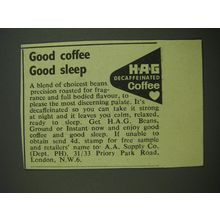 Good coffee
Good sleep
H·A·G
DECAFFEINATED
Coffee
A blend of choicest beans
precision roasted for frag-
rance and full bodied flavour, to
please the most discerning palate. It's
decaffeinated so you can take it strong
at night and it leaves you calm, relaxed,
ready to sleep. Get H.A.G. Beans,
Ground or Instant now and enjoy good
coffee and good sleep. If unable to
obtain send 4d. stamp for free sample
and retailers' name to: A.A. Supply Co.
(Dept. PH), 31/33 Priory Park Road,
London, N.W.6.